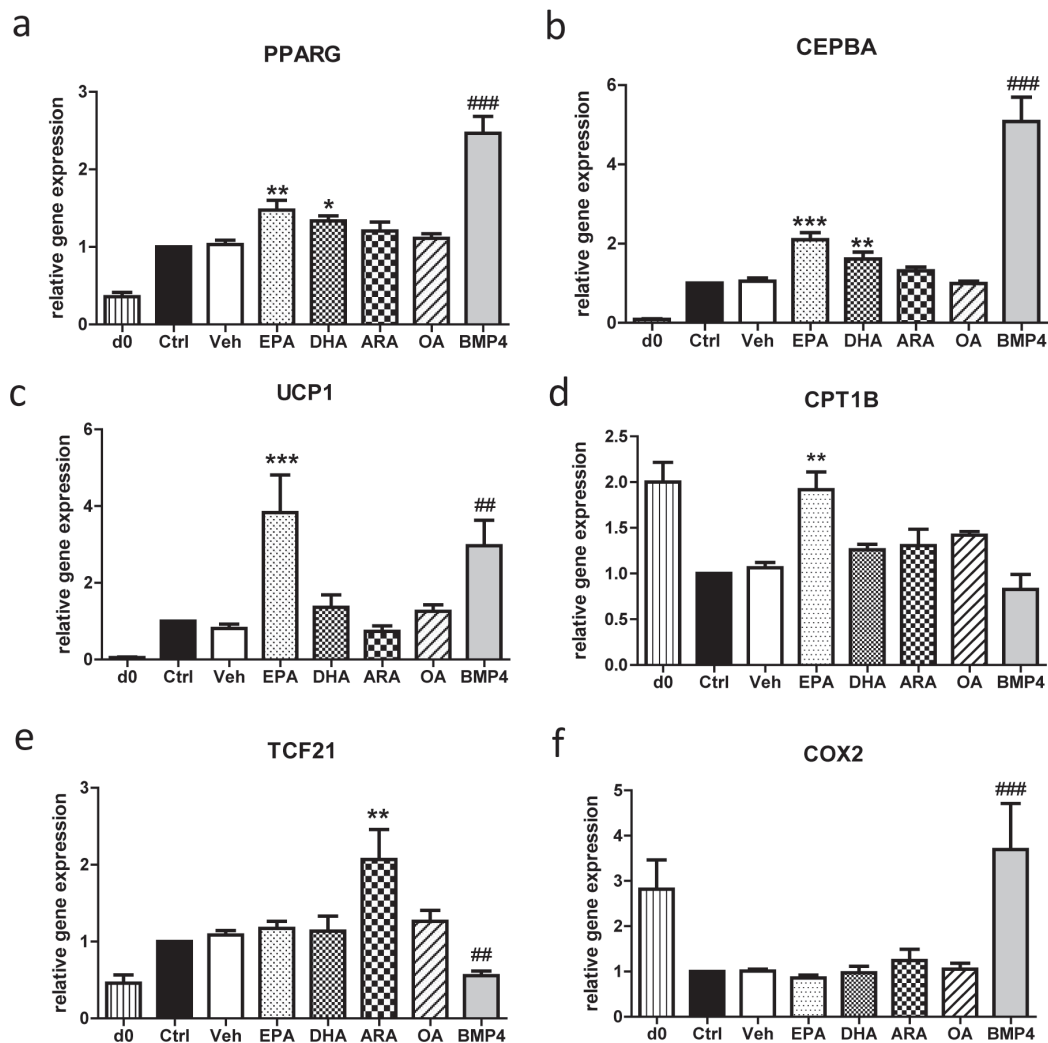 a
PPARG
relative gene expression
3
2
1
0
**
*
###
d0 Ctrl Veh EPA DHA ARA OA BMP4
b
CEPBA
relative gene expression
6
4
2
0
***
**
###
d0 Ctrl Veh EPA DHA ARA OA BMP4
c
UCP1
relative gene expression
6
4
2
0
***
##
d0 Ctrl Veh EPA DHA ARA OA BMP4
d
CPT1B
relative gene expression
2.5
2.0
1.5
1.0
0.5
0.0
**
d0 Ctrl Veh EPA DHA ARA OA BMP4
e
TCF21
relative gene expression
3
2
1
0
**
##
d0 Ctrl Veh EPA DHA ARA OA BMP4
f
COX2
relative gene expression
5
4
3
2
1
0
###
d0 Ctrl Veh EPA DHA ARA OA BMP4